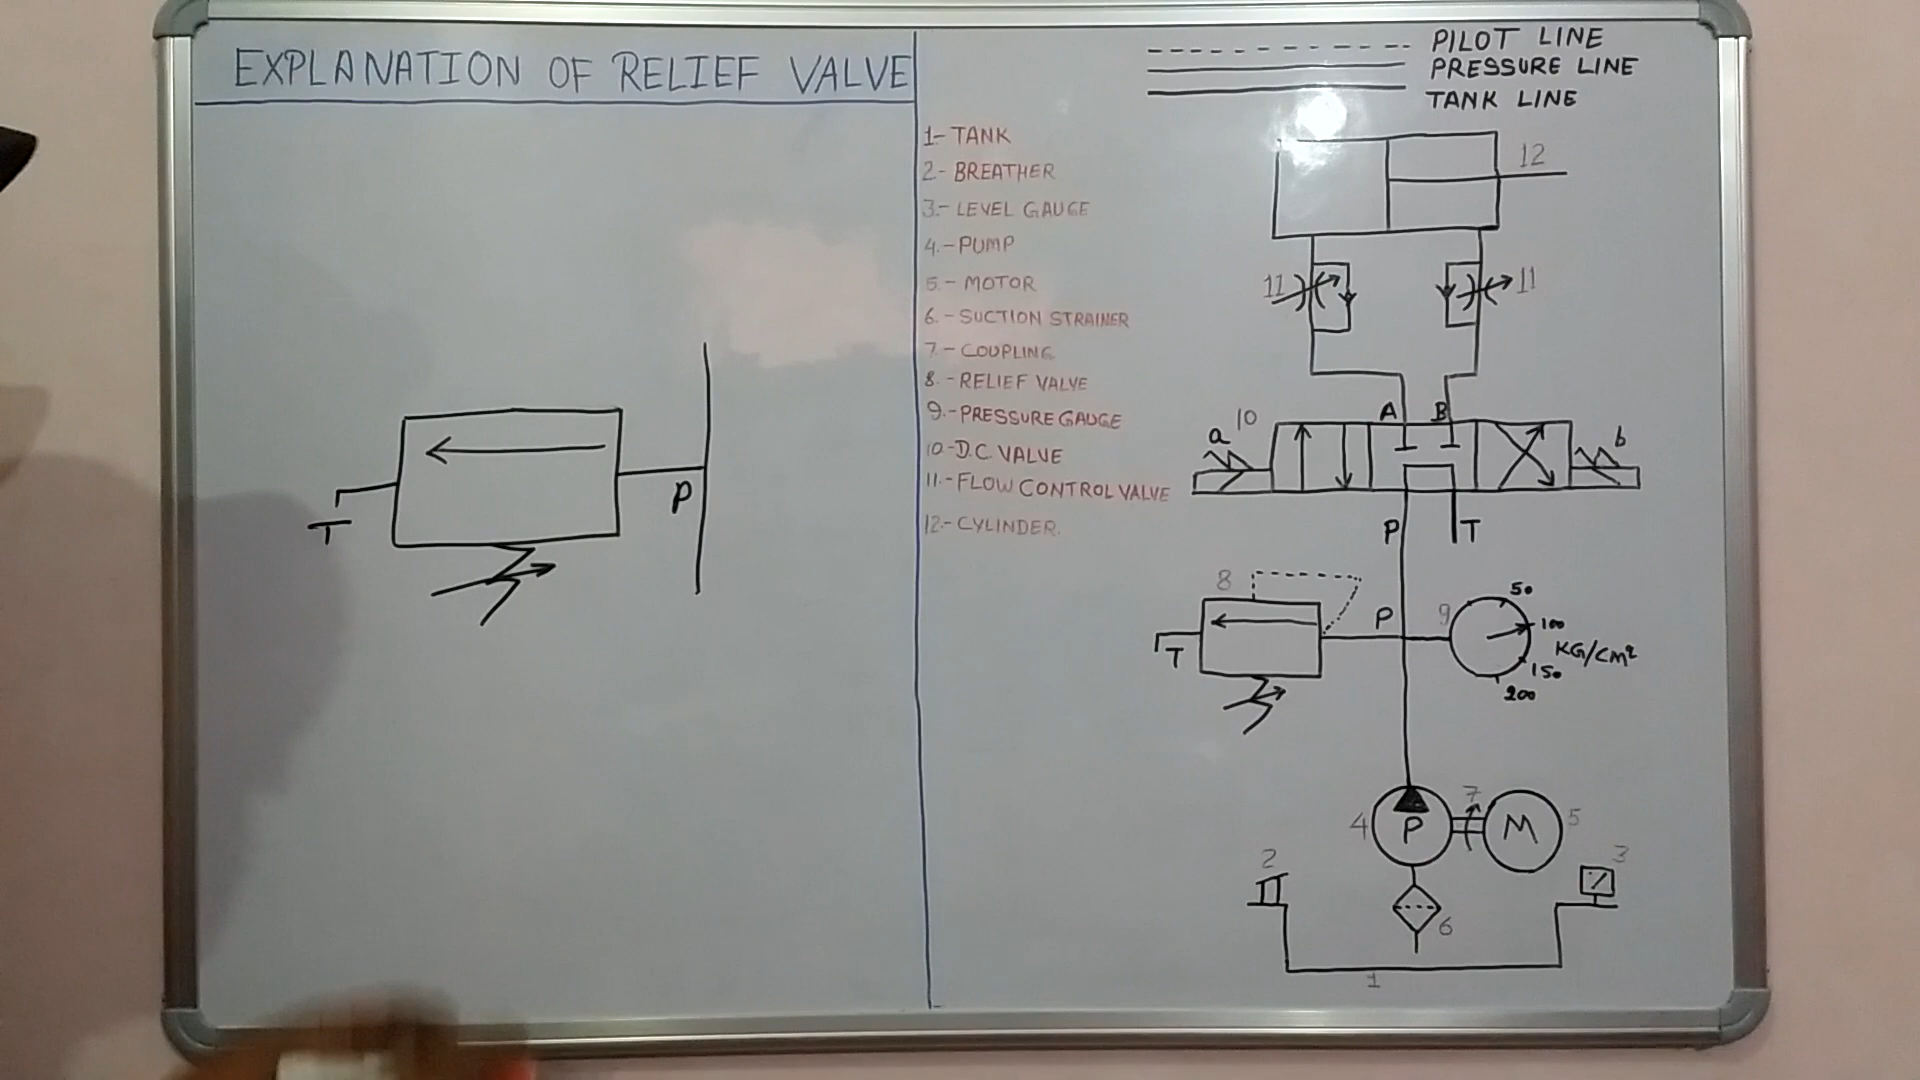 EXPLANATION OF RELIEF VALVE
T
P
PILOT LINE
PRESSURE LINE
TANK LINE
1- TANK
2- BREATHER
3.- LEVEL GAUGE
4.- PUMP
5.- MOTOR
6.- SUCTION STRAINER
7- COUPLING
8.- RELIEF VALVE
9.- PRESSURE GAUGE
10.- D.C. VALVE
11.- FLOW CONTROL VALVE
12.- CYLINDER.
12
11
11
A B
10
a
b
P T
8
P
9
T
50
100
KG/CM²
150
200
7
4 P M 5
2
3
6
1